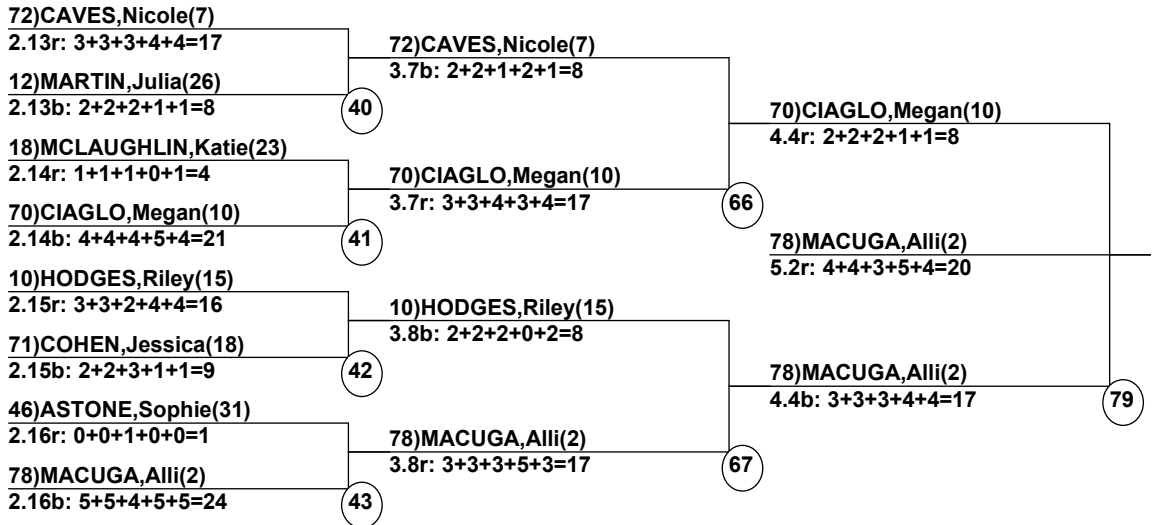 72)CAVES,Nicole(7)
2.13r: 3+3+3+4+4=17
12)MARTIN,Julia(26)
2.13b: 2+2+2+1+1=8
40
18)MCLAUGHLIN,Katie(23)
2.14r: 1+1+1+0+1=4
70)CIAGLO,Megan(10)
2.14b: 4+4+4+5+4=21
41
10)HODGES,Riley(15)
2.15r: 3+3+2+4+4=16
71)COHEN,Jessica(18)
2.15b: 2+2+3+1+1=9
42
46)ASTONE,Sophie(31)
2.16r: 0+0+1+0+0=1
78)MACUGA,Alli(2)
2.16b: 5+5+4+5+5=24
43
72)CAVES,Nicole(7)
3.7b: 2+2+1+2+1=8
70)CIAGLO,Megan(10)
3.7r: 3+3+4+3+4=17
66
10)HODGES,Riley(15)
3.8b: 2+2+2+0+2=8
78)MACUGA,Alli(2)
3.8r: 3+3+3+5+3=17
67
70)CIAGLO,Megan(10)
4.4r: 2+2+2+1+1=8
78)MACUGA,Alli(2)
5.2r: 4+4+3+5+4=20
78)MACUGA,Alli(2)
4.4b: 3+3+3+4+4=17
79